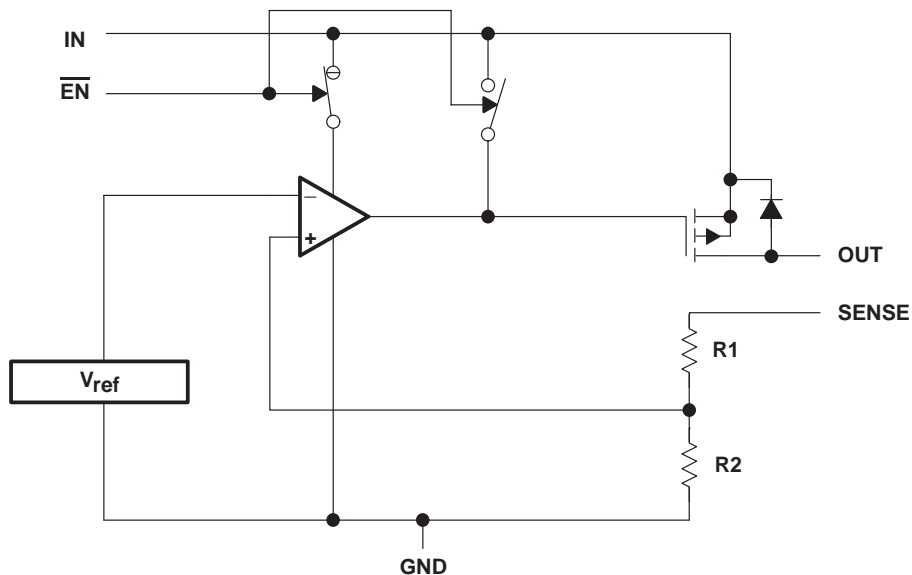 IN
EN
−
+
OUT
SENSE
R1
Vref
R2
GND